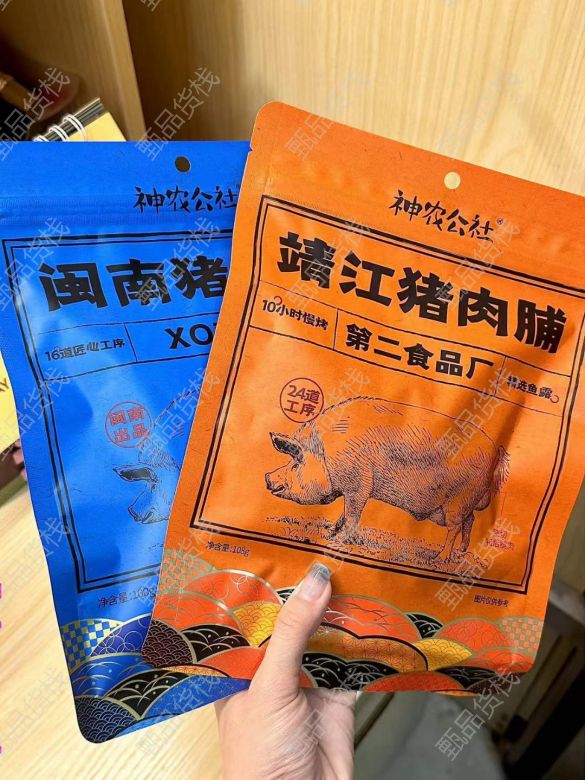 神农公社
闽南猪
16道匠心工序
XO
闽南
出品
净含量:160g
神农公社®
靖江猪肉脯
10小时慢烤
第二食品厂
精选鱼露
24道
工序
净含量:108g
图片仅供参考
甄品货栈